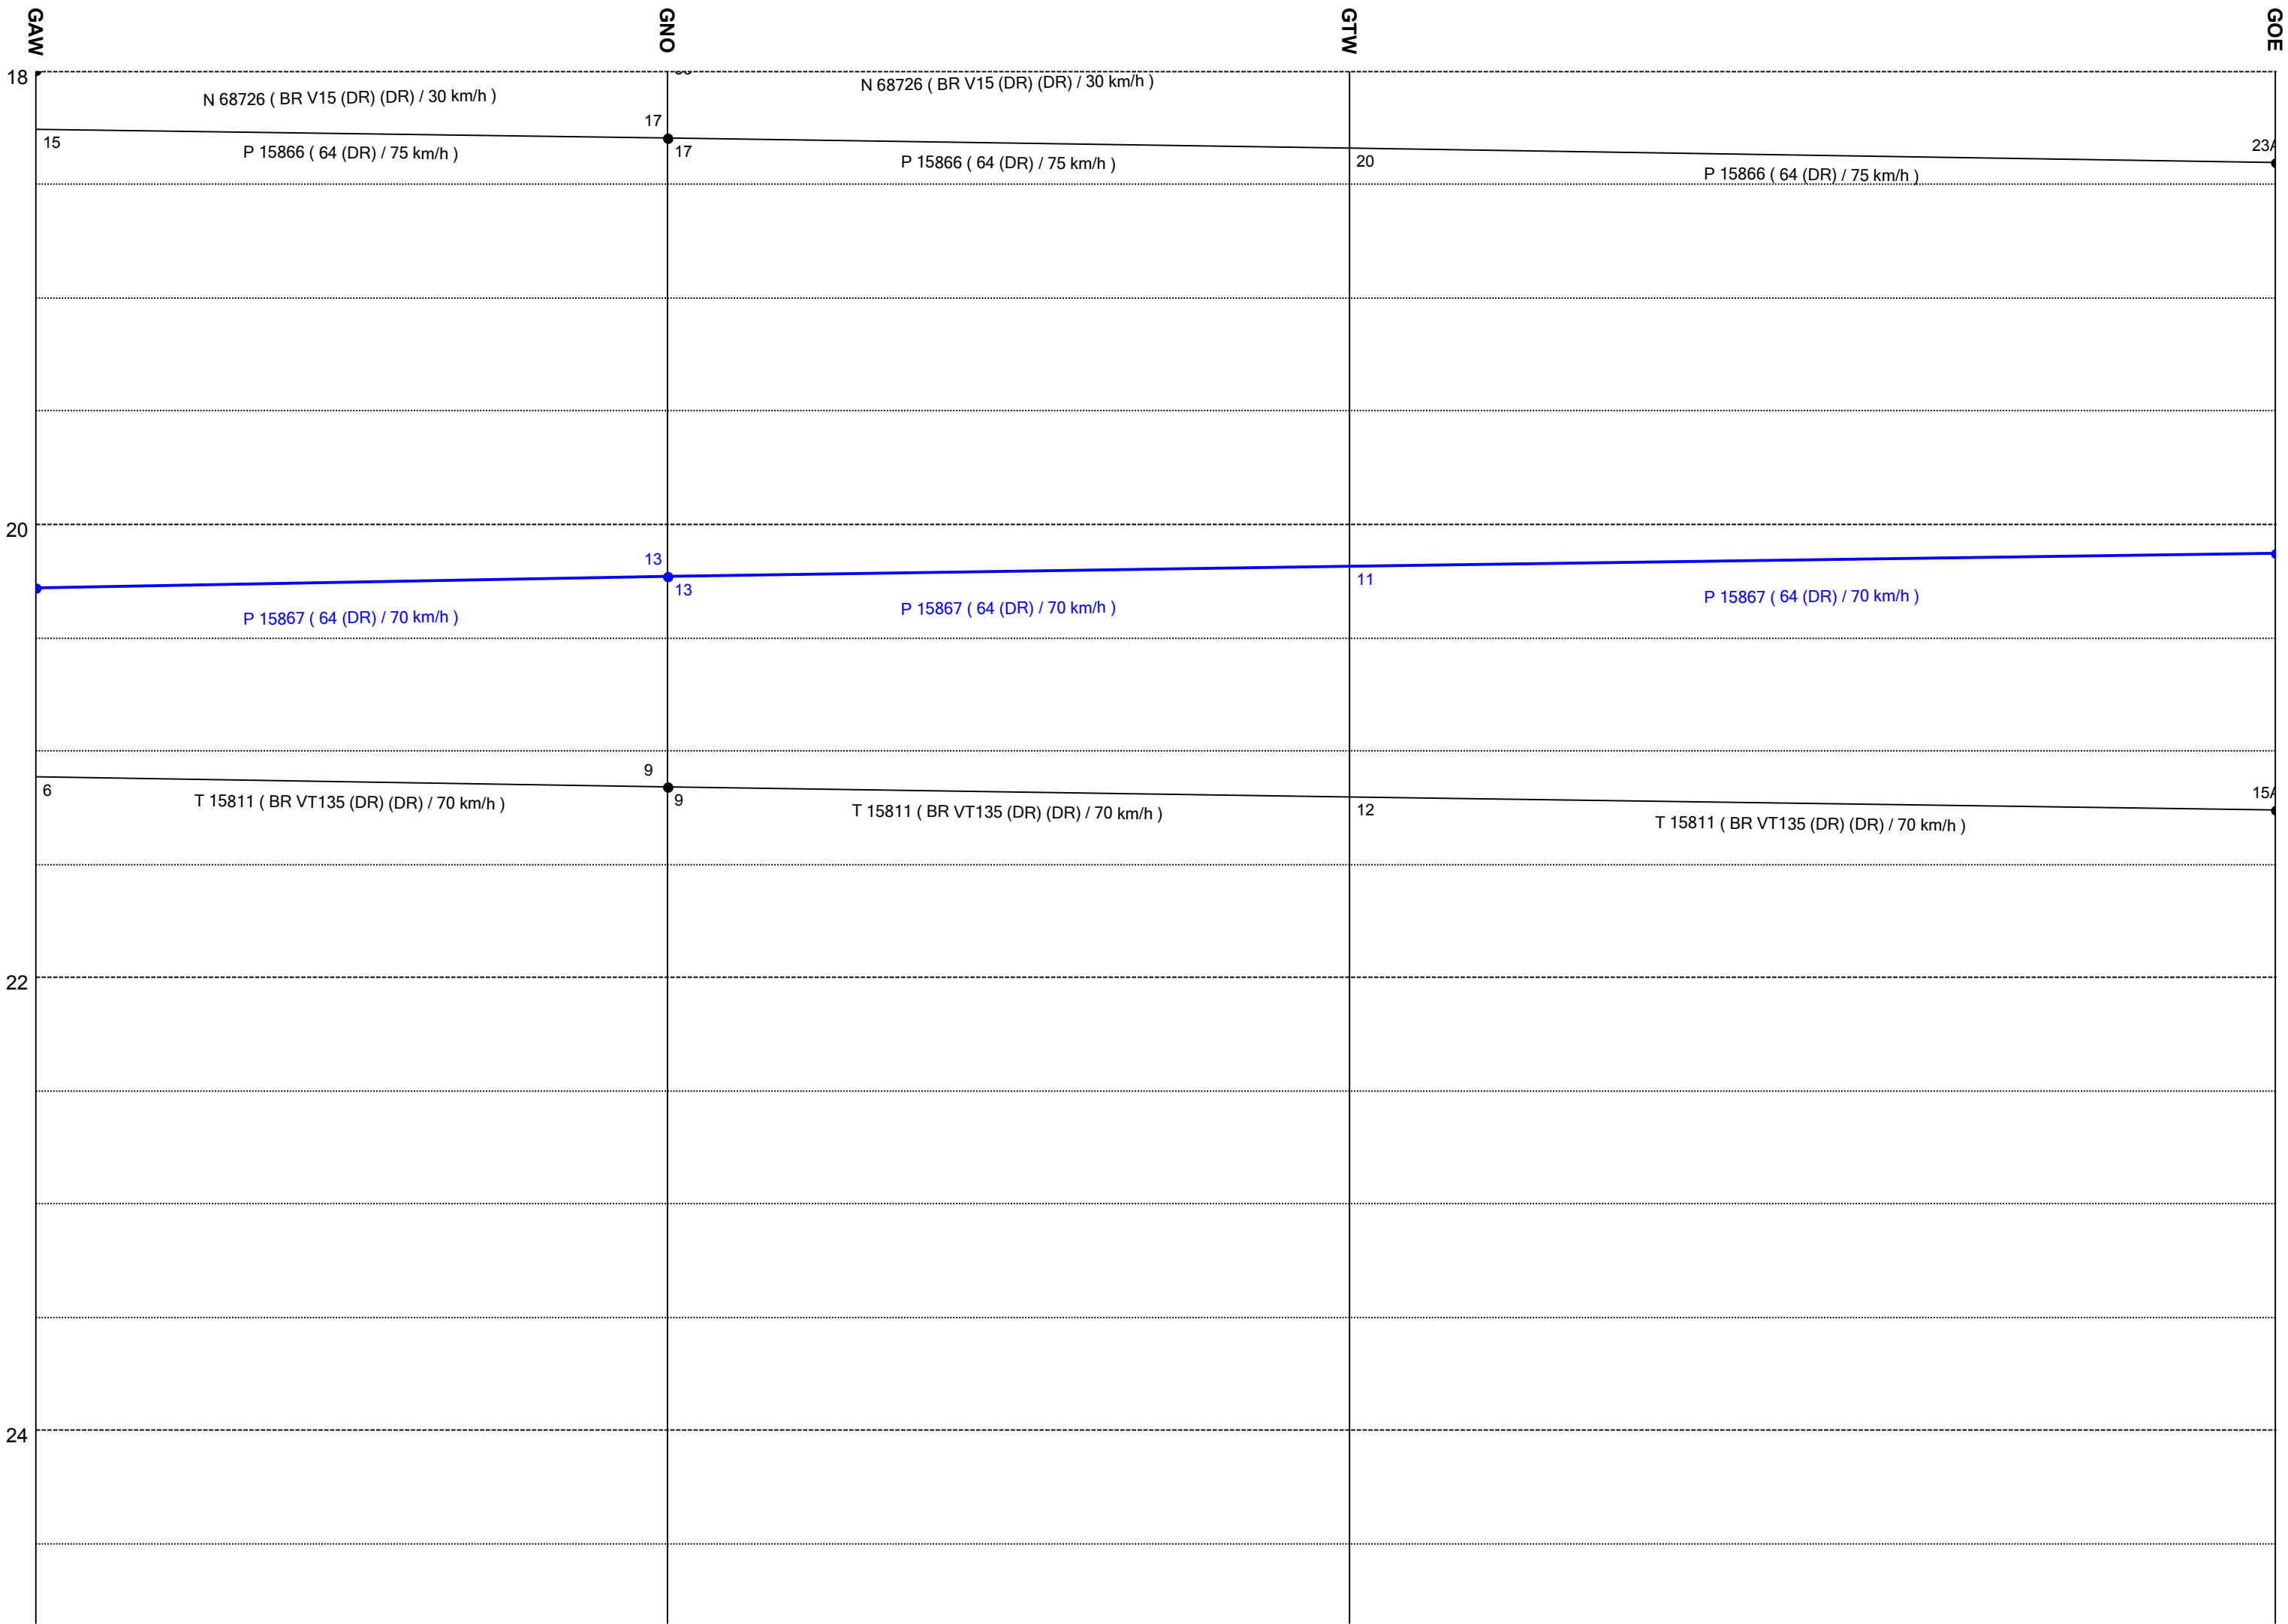 GAW GNO GTW GOE
18
N 68726 ( BR V15 (DR) (DR) / 30 km/h ) N 68726 ( BR V15 (DR) (DR) / 30 km/h )
17 23A
15 P 15866 ( 64 (DR) / 75 km/h ) 17 P 15866 ( 64 (DR) / 75 km/h ) 20 P 15866 ( 64 (DR) / 75 km/h )
20
13
13 11
P 15867 ( 64 (DR) / 70 km/h ) P 15867 ( 64 (DR) / 70 km/h ) P 15867 ( 64 (DR) / 70 km/h )
9 15A
6 T 15811 ( BR VT135 (DR) (DR) / 70 km/h ) 9 T 15811 ( BR VT135 (DR) (DR) / 70 km/h ) 12 T 15811 ( BR VT135 (DR) (DR) / 70 km/h )
22
24